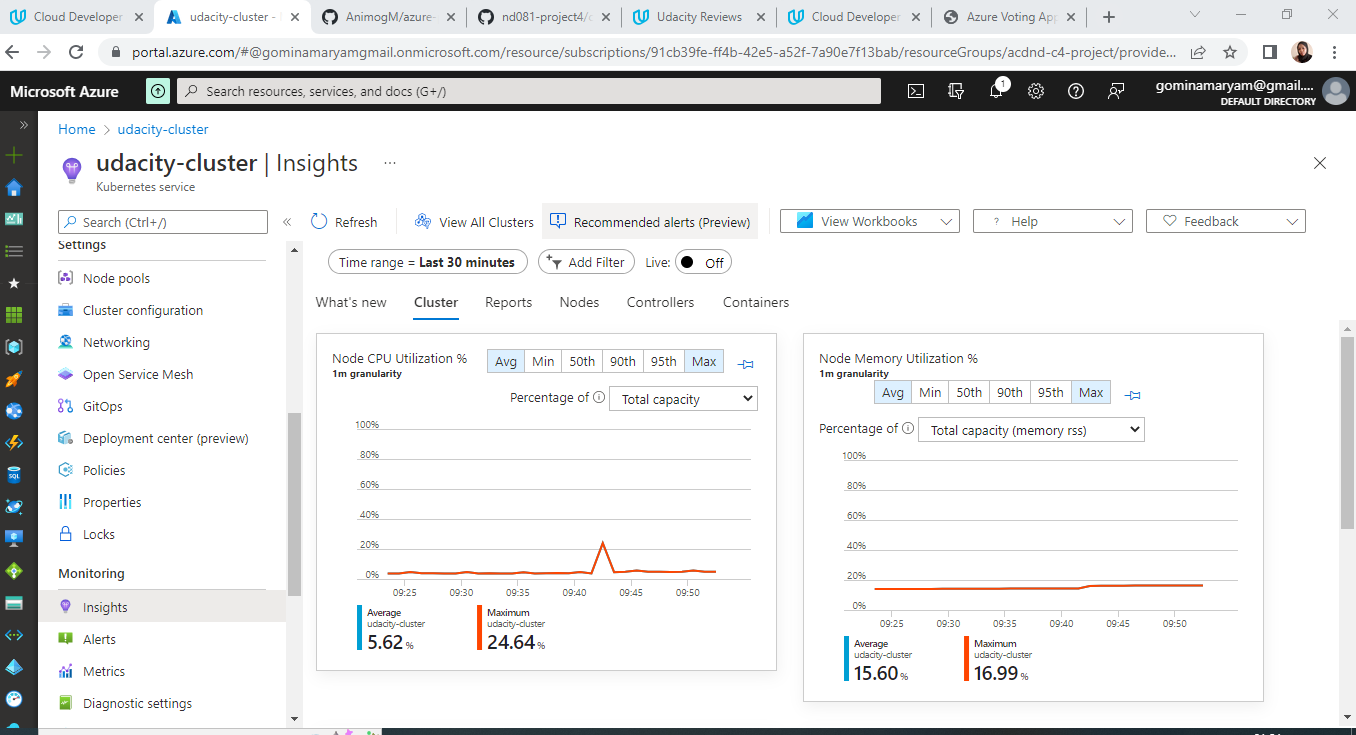 Cloud Developer
udacity-cluster -
AnimogM/azure-
nd081-project4/
Udacity Reviews
Cloud Developer
Azure Voting App
portal.azure.com/#@gominamaryamgmail.onmicrosoft.com/resource/subscriptions/91cb39fe-ff4b-42e5-a52f-7a90e7f13bab/resourceGroups/acdnd-c4-project/provide...
Microsoft Azure
Search resources, services, and docs (G+/)
1
gominamaryam@gmail....
DEFAULT DIRECTORY
Home > udacity-cluster
udacity-cluster | Insights ...
Kubernetes service
Search (Ctrl+/)
Settings
Node pools
Cluster configuration
Networking
Open Service Mesh
GitOps
Deployment center (preview)
Policies
Properties
Locks
Monitoring
Insights
Alerts
Metrics
Diagnostic settings
Refresh
View All Clusters
Recommended alerts (Preview)
View Workbooks
? Help
Feedback
Time range = Last 30 minutes
Add Filter
Live: Off
What's new
Cluster
Reports
Nodes
Controllers
Containers
Node CPU Utilization %
1m granularity
Avg Min 50th 90th 95th Max
Percentage of Total capacity
100%
80%
60%
40%
20%
0%
09:25 09:30 09:35 09:40 09:45 09:50
Average
udacity-cluster
5.62 %
Maximum
udacity-cluster
24.64 %
Node Memory Utilization %
1m granularity
Avg Min 50th 90th 95th Max
Percentage of Total capacity (memory rss)
100%
80%
60%
40%
20%
0%
09:25 09:30 09:35 09:40 09:45 09:50
Average
udacity-cluster
15.60 %
Maximum
udacity-cluster
16.99 %